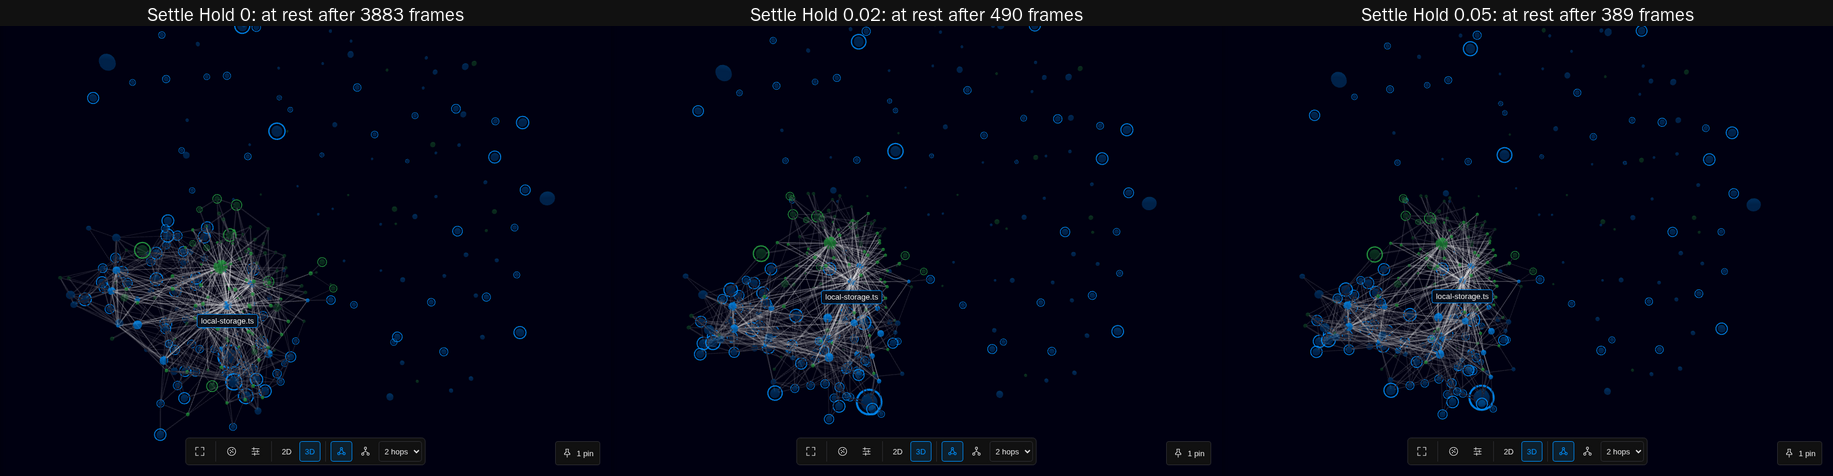 Settle Hold 0: at rest after 3883 frames
Settle Hold 0.02: at rest after 490 frames
Settle Hold 0.05: at rest after 389 frames
local-storage.ts
local-storage.ts
local-storage.ts
2D 3D 2 hops 1 pin
2D 3D 2 hops 1 pin
2D 3D 2 hops 1 pin